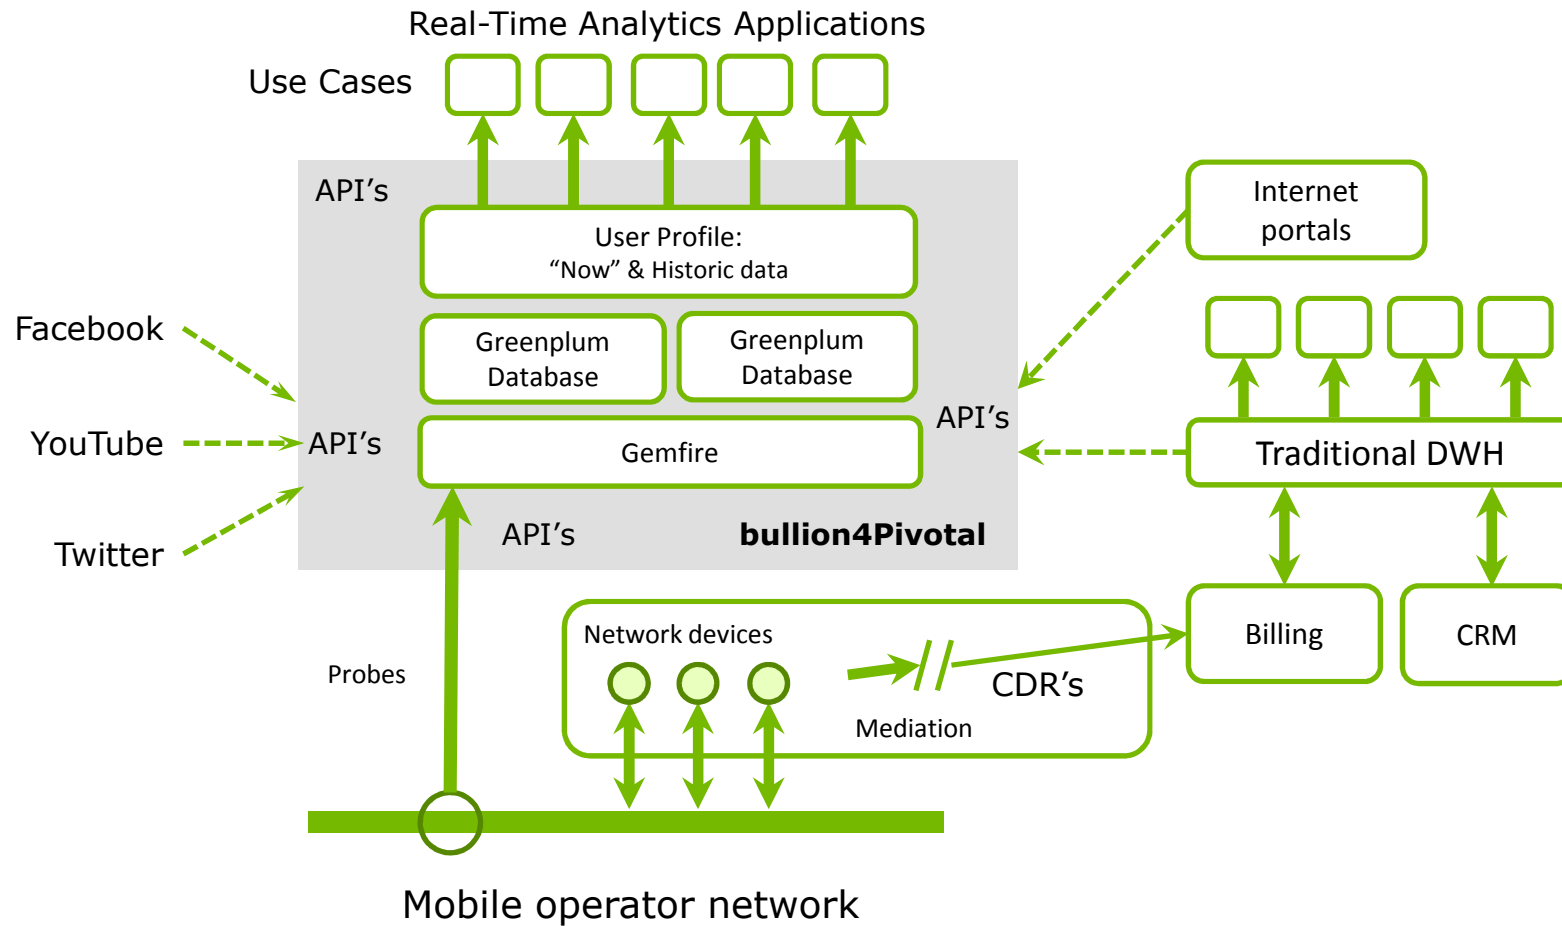 Real-Time Analytics Applications
Use Cases
API's
User Profile:
“Now” & Historic data
Internet
portals
Facebook
Greenplum
Database
Greenplum
Database
YouTube
API's
Gemfire
API's
Traditional DWH
Twitter
API's
bullion4Pivotal
Probes
Network devices
CDR's
Mediation
Billing
CRM
Mobile operator network